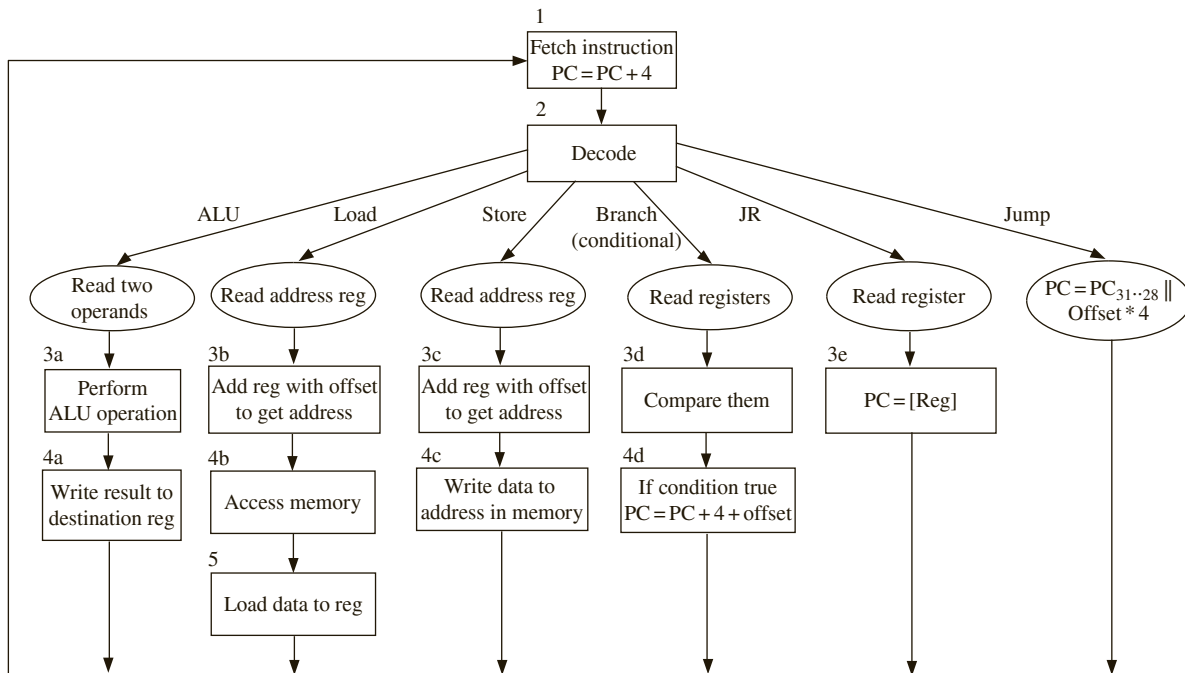 1
Fetch instruction
PC = PC + 4
2
Decode
ALU
Load
Store
Branch
(conditional)
JR
Jump
Read two
operands
Read address reg
Read address reg
Read registers
Read register
PC = PC31..28 ||
Offset * 4
3a
Perform
ALU operation
3b
Add reg with offset
to get address
3c
Add reg with offset
to get address
3d
Compare them
3e
PC = [Reg]
4a
Write result to
destination reg
4b
Access memory
4c
Write data to
address in memory
4d
If condition true
PC = PC + 4 + offset
5
Load data to reg